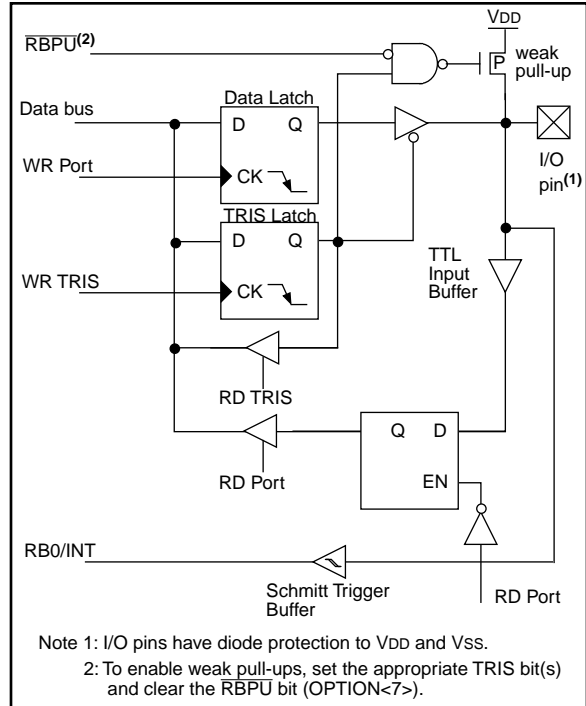 VDD
RBPU(2)
P
weak
pull-up
Data Latch
Data bus
D Q
I/O
pin(1)
WR Port
CK
TRIS Latch
D Q
TTL
Input
Buffer
WR TRIS
CK
RD TRIS
Q D
EN
RD Port
RB0/INT
Schmitt Trigger
Buffer
RD Port
Note 1: I/O pins have diode protection to VDD and VSS.
2: To enable weak pull-ups, set the appropriate TRIS bit(s)
and clear the RBPU bit (OPTION<7>).